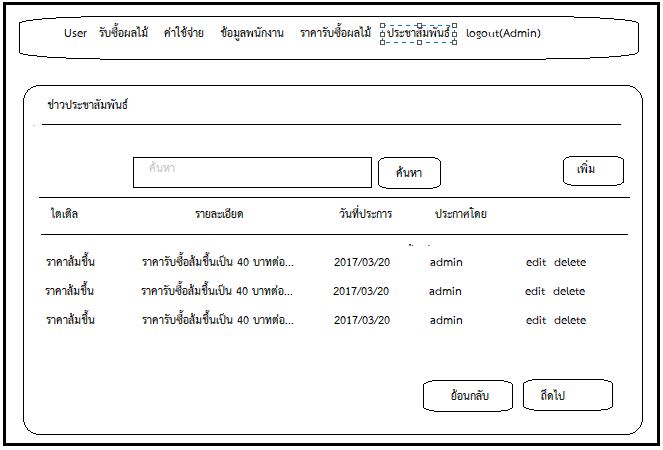 User รับซื้อผลไม้ ค่าใช้จ่าย ข้อมูลพนักงาน ราคารับซื้อผลไม้ ประชาสัมพันธ์ logout(Admin)
ข่าวประชาสัมพันธ์
ค้นหา ค้นหา เพิ่ม
ไตเติล รายละเอียด วันที่ประการ ประกาศโดย
ราคาส้มขึ้น ราคารับซื้อส้มขึ้นเป็น 40 บาทต่อ... 2017/03/20 admin edit delete
ราคาส้มขึ้น ราคารับซื้อส้มขึ้นเป็น 40 บาทต่อ... 2017/03/20 admin edit delete
ราคาส้มขึ้น ราคารับซื้อส้มขึ้นเป็น 40 บาทต่อ... 2017/03/20 admin edit delete
ย้อนกลับ ถึดไป